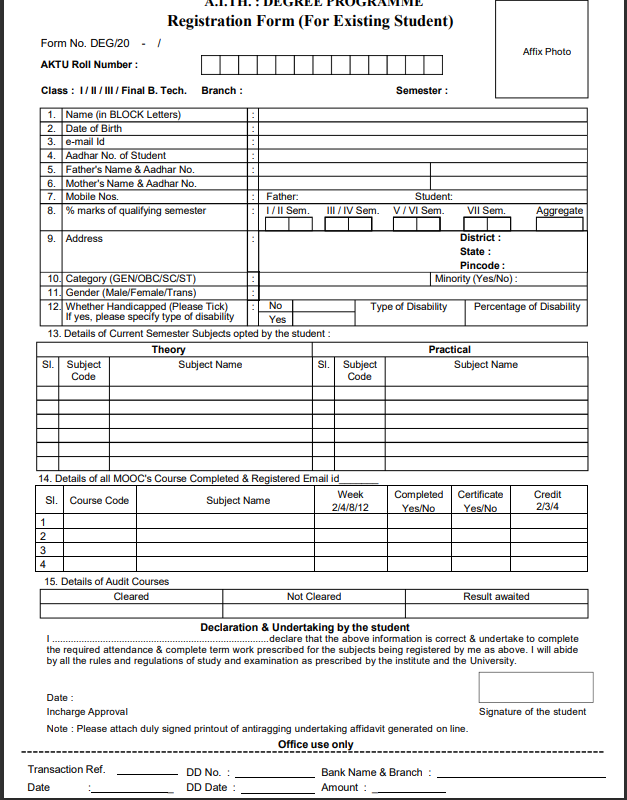 A.I.TH. : DEGREE PROGRAMME
Registration Form (For Existing Student)
Form No. DEG/20 - /
Affix Photo
AKTU Roll Number :
Class : I / II / III / Final B. Tech. Branch : Semester :
1. Name (in BLOCK Letters) :
2. Date of Birth :
3. e-mail Id :
4. Aadhar No. of Student :
5. Father's Name & Aadhar No. :
6. Mother's Name & Aadhar No. :
7. Mobile Nos. : Father: Student:
8. % marks of qualifying semester : I / II Sem. III / IV Sem. V / VI Sem. VII Sem. Aggregate
9. Address : District :
State :
Pincode :
10. Category (GEN/OBC/SC/ST) : Minority (Yes/No) :
11. Gender (Male/Female/Trans) :
12. Whether Handicapped (Please Tick) : No Type of Disability Percentage of Disability
If yes, please specify type of disability Yes
13. Details of Current Semester Subjects opted by the student :
Theory Practical
Sl. Subject Code Subject Name Sl. Subject Code Subject Name
14. Details of all MOOC's Course Completed & Registered Email id_______
Sl. Course Code Subject Name Week 2/4/8/12 Completed Yes/No Certificate Yes/No Credit 2/3/4
1
2
3
4
15. Details of Audit Courses
Cleared Not Cleared Result awaited
Declaration & Undertaking by the student
I ..........................................................................declare that the above information is correct & undertake to complete
the required attendance & complete term work prescribed for the subjects being registered by me as above. I will abide
by all the rules and regulations of study and examination as prescribed by the institute and the University.
Date :
Incharge Approval Signature of the student
Note : Please attach duly signed printout of antiragging undertaking affidavit generated on line.
Office use only
Transaction Ref. __________ DD No. : ______________ Bank Name & Branch : ______________________________
Date :______________ DD Date : _____________ Amount : ____________